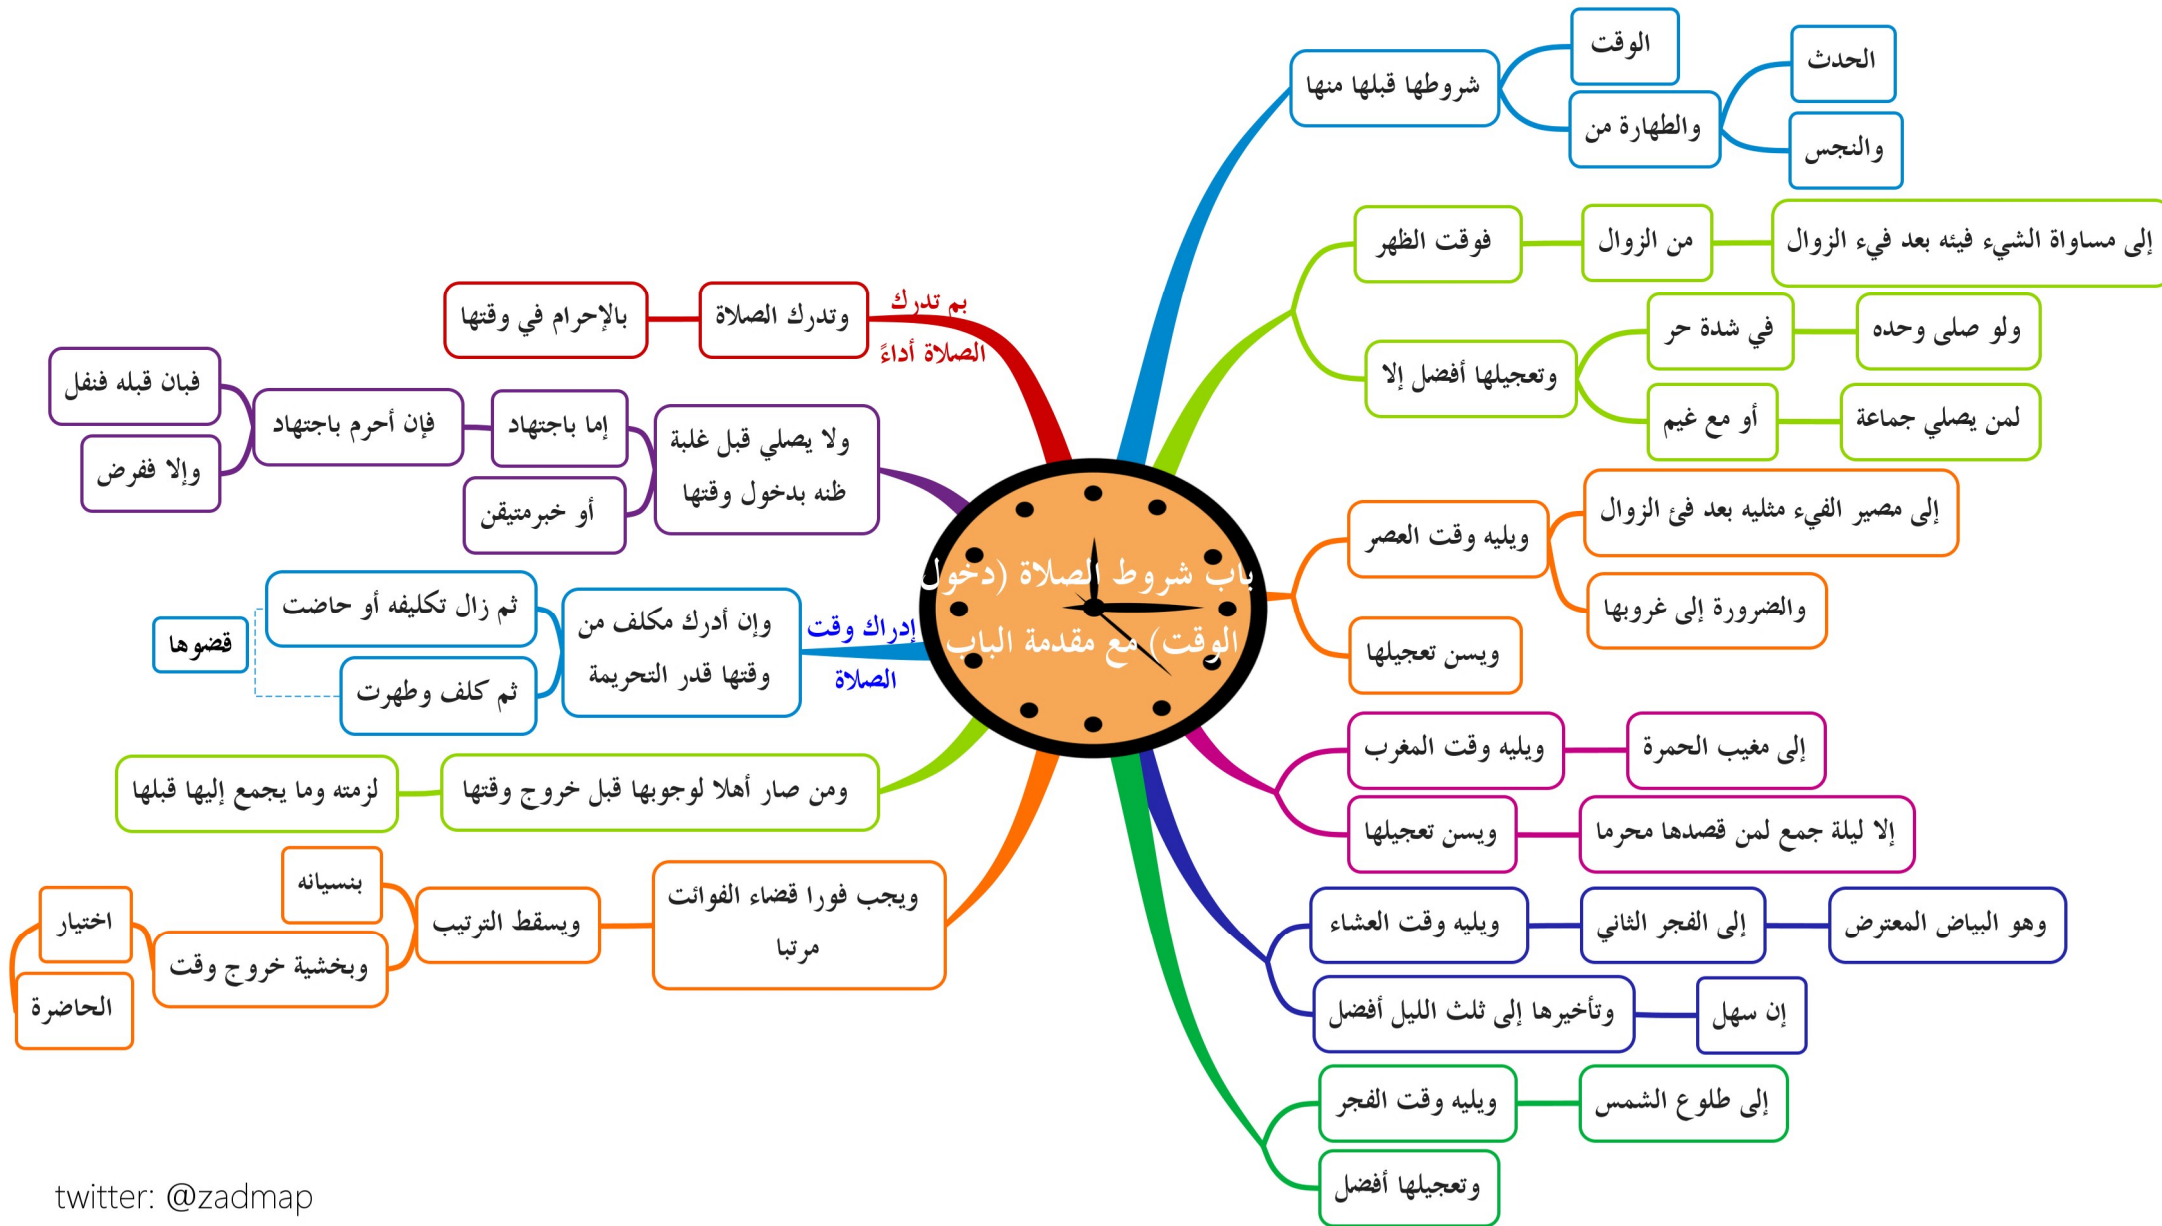 باب شروط الصلاة (دخول
الوقت) مع مقدمة الباب
شروطها قبلها منها
الوقت
والطهارة من
الحدث
والنجس
فوقت الظهر
من الزوال
إلى مساواة الشيء فيئه بعد فيء الزوال
وتعجيلها أفضل إلا
في شدة حر
ولو صلى وحده
أو مع غيم
لمن يصلي جماعة
ويليه وقت العصر
إلى مصير الفيء مثليه بعد فئ الزوال
والضرورة إلى غروبها
ويسن تعجيلها
ويليه وقت المغرب
إلى مغيب الحمرة
ويسن تعجيلها
إلا ليلة جمع لمن قصدها محرما
ويليه وقت العشاء
إلى الفجر الثاني
وهو البياض المعترض
وتأخيرها إلى ثلث الليل أفضل
إن سهل
ويليه وقت الفجر
إلى طلوع الشمس
وتعجيلها أفضل
بم تدرك
الصلاة أداءً
وتدرك الصلاة
بالإحرام في وقتها
ولا يصلي قبل غلبة
ظنه بدخول وقتها
إما باجتهاد
فإن أحرم باجتهاد
فبان قبله فنفل
وإلا ففرض
أو خبرمتيقن
إدراك وقت
الصلاة
وإن أدرك مكلف من
وقتها قدر التحريمة
ثم زال تكليفه أو حاضت
ثم كلف وطهرت
قضوها
ومن صار أهلا لوجوبها قبل خروج وقتها
لزمته وما يجمع إليها قبلها
ويجب فورا قضاء الفوائت
مرتبا
ويسقط الترتيب
بنسيانه
وبخشية خروج وقت
اختيار
الحاضرة
twitter: @zadmap